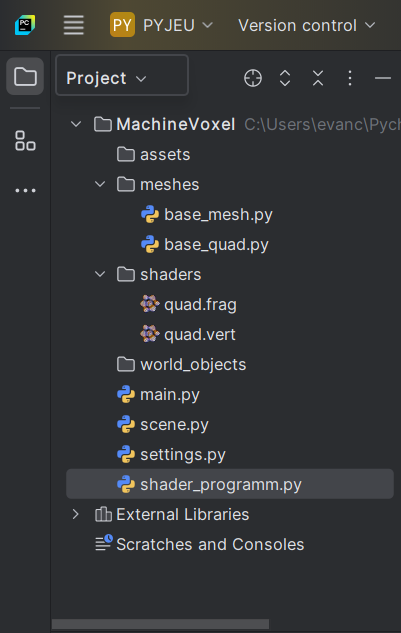 PC
PY PYJEU Version control
Project
MachineVoxel C:\Users\evanc\Pych
assets
meshes
base_mesh.py
base_quad.py
shaders
quad.frag
quad.vert
world_objects
main.py
scene.py
settings.py
shader_programm.py
External Libraries
Scratches and Consoles